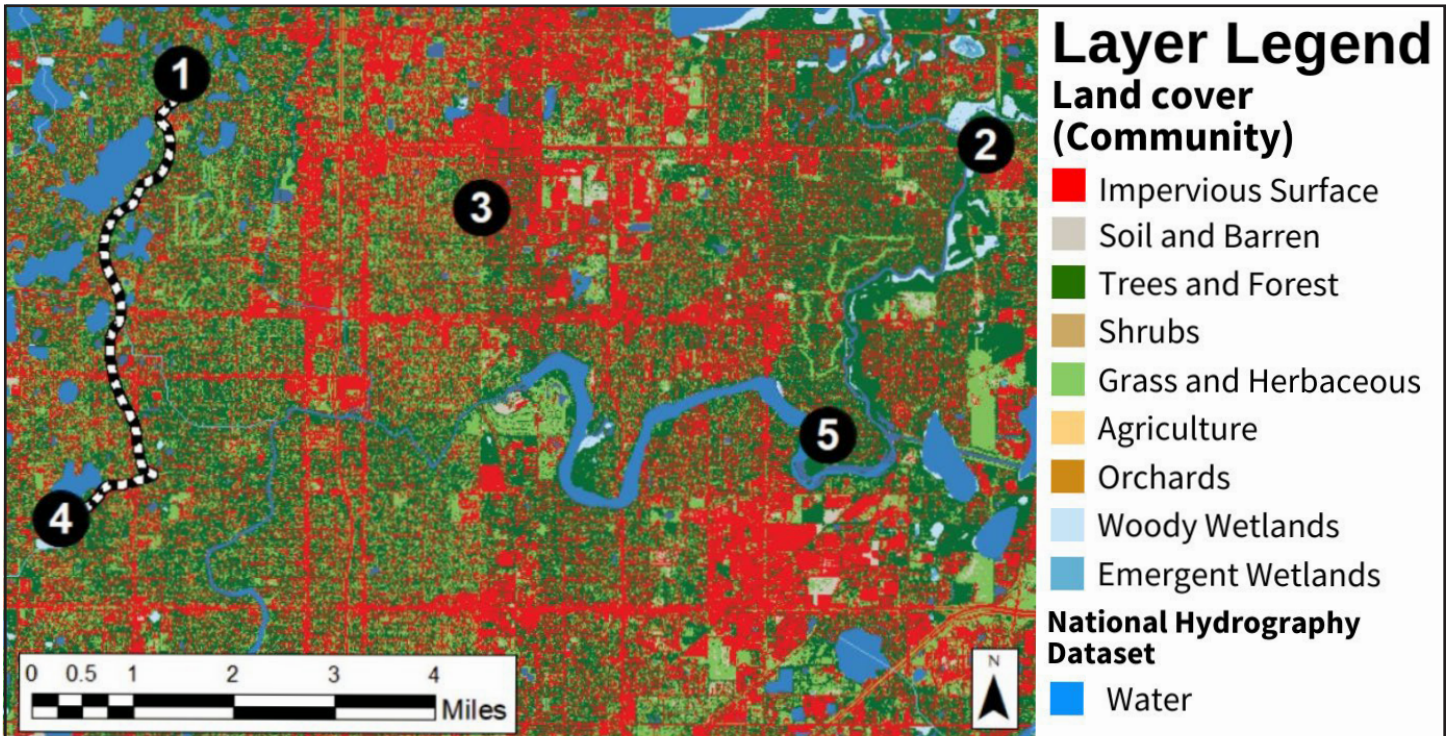 1
2
3
4
5
0 0.5 1 2 3 4
Miles
N
Layer Legend
Land cover
(Community)
Impervious Surface
Soil and Barren
Trees and Forest
Shrubs
Grass and Herbaceous
Agriculture
Orchards
Woody Wetlands
Emergent Wetlands
National Hydrography
Dataset
Water